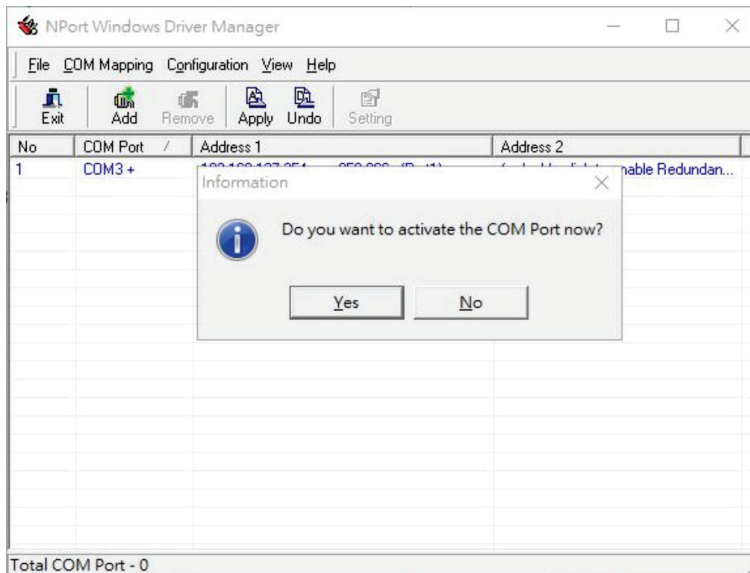 NPort Windows Driver Manager
File COM Mapping Configuration View Help
Exit Add Remove Apply Undo Setting
No COM Port Address 1 Address 2
1 COM3 + nable Redundan...
Information
Do you want to activate the COM Port now?
Yes No
Total COM Port - 0